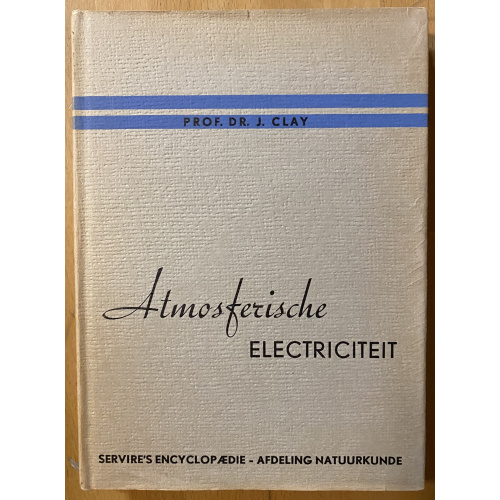 PROF. DR. J. CLAY
Atmosferische
ELECTRICITEIT
SERVIRE'S ENCYCLOPÆDIE - AFDELING NATUURKUNDE